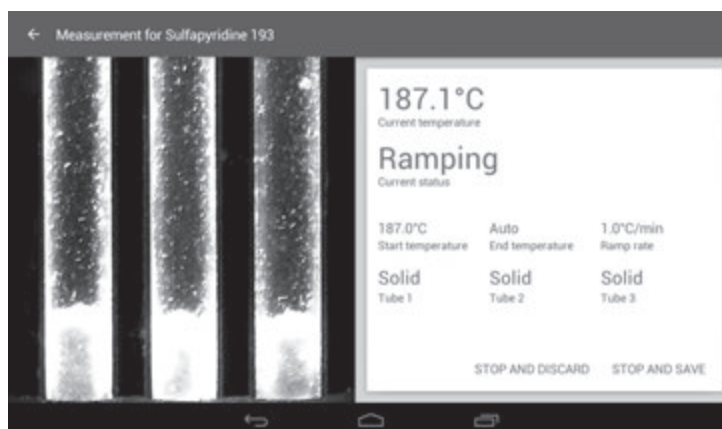 Measurement for Sulfapyridine 193
187.1°C
Current temperature
Ramping
Current status
187.0°C Auto 1.0°C/min
Start temperature End temperature Ramp rate
Solid Solid Solid
Tube 1 Tube 2 Tube 3
STOP AND DISCARD STOP AND SAVE